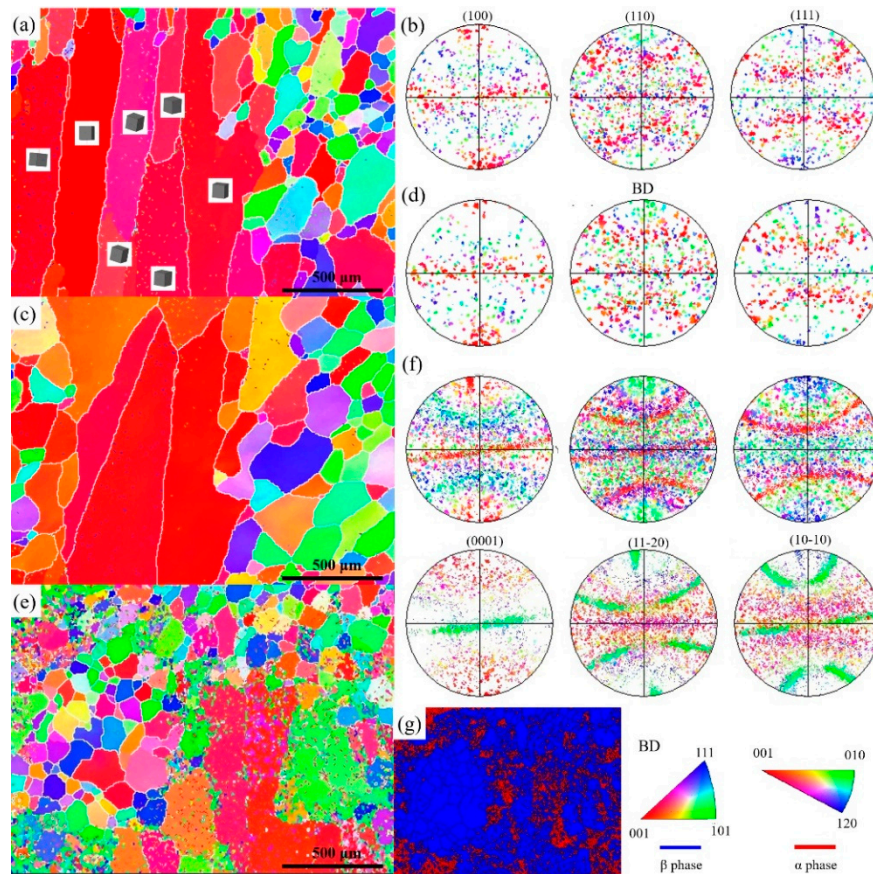 (a)
500 μm
(b)
(100)
(110)
(111)
(c)
500 μm
(d)
BD
(e)
500 μm
(f)
(0001)
(11-20)
(10-10)
(g)
BD
111
001
101
β phase
001
010
120
α phase